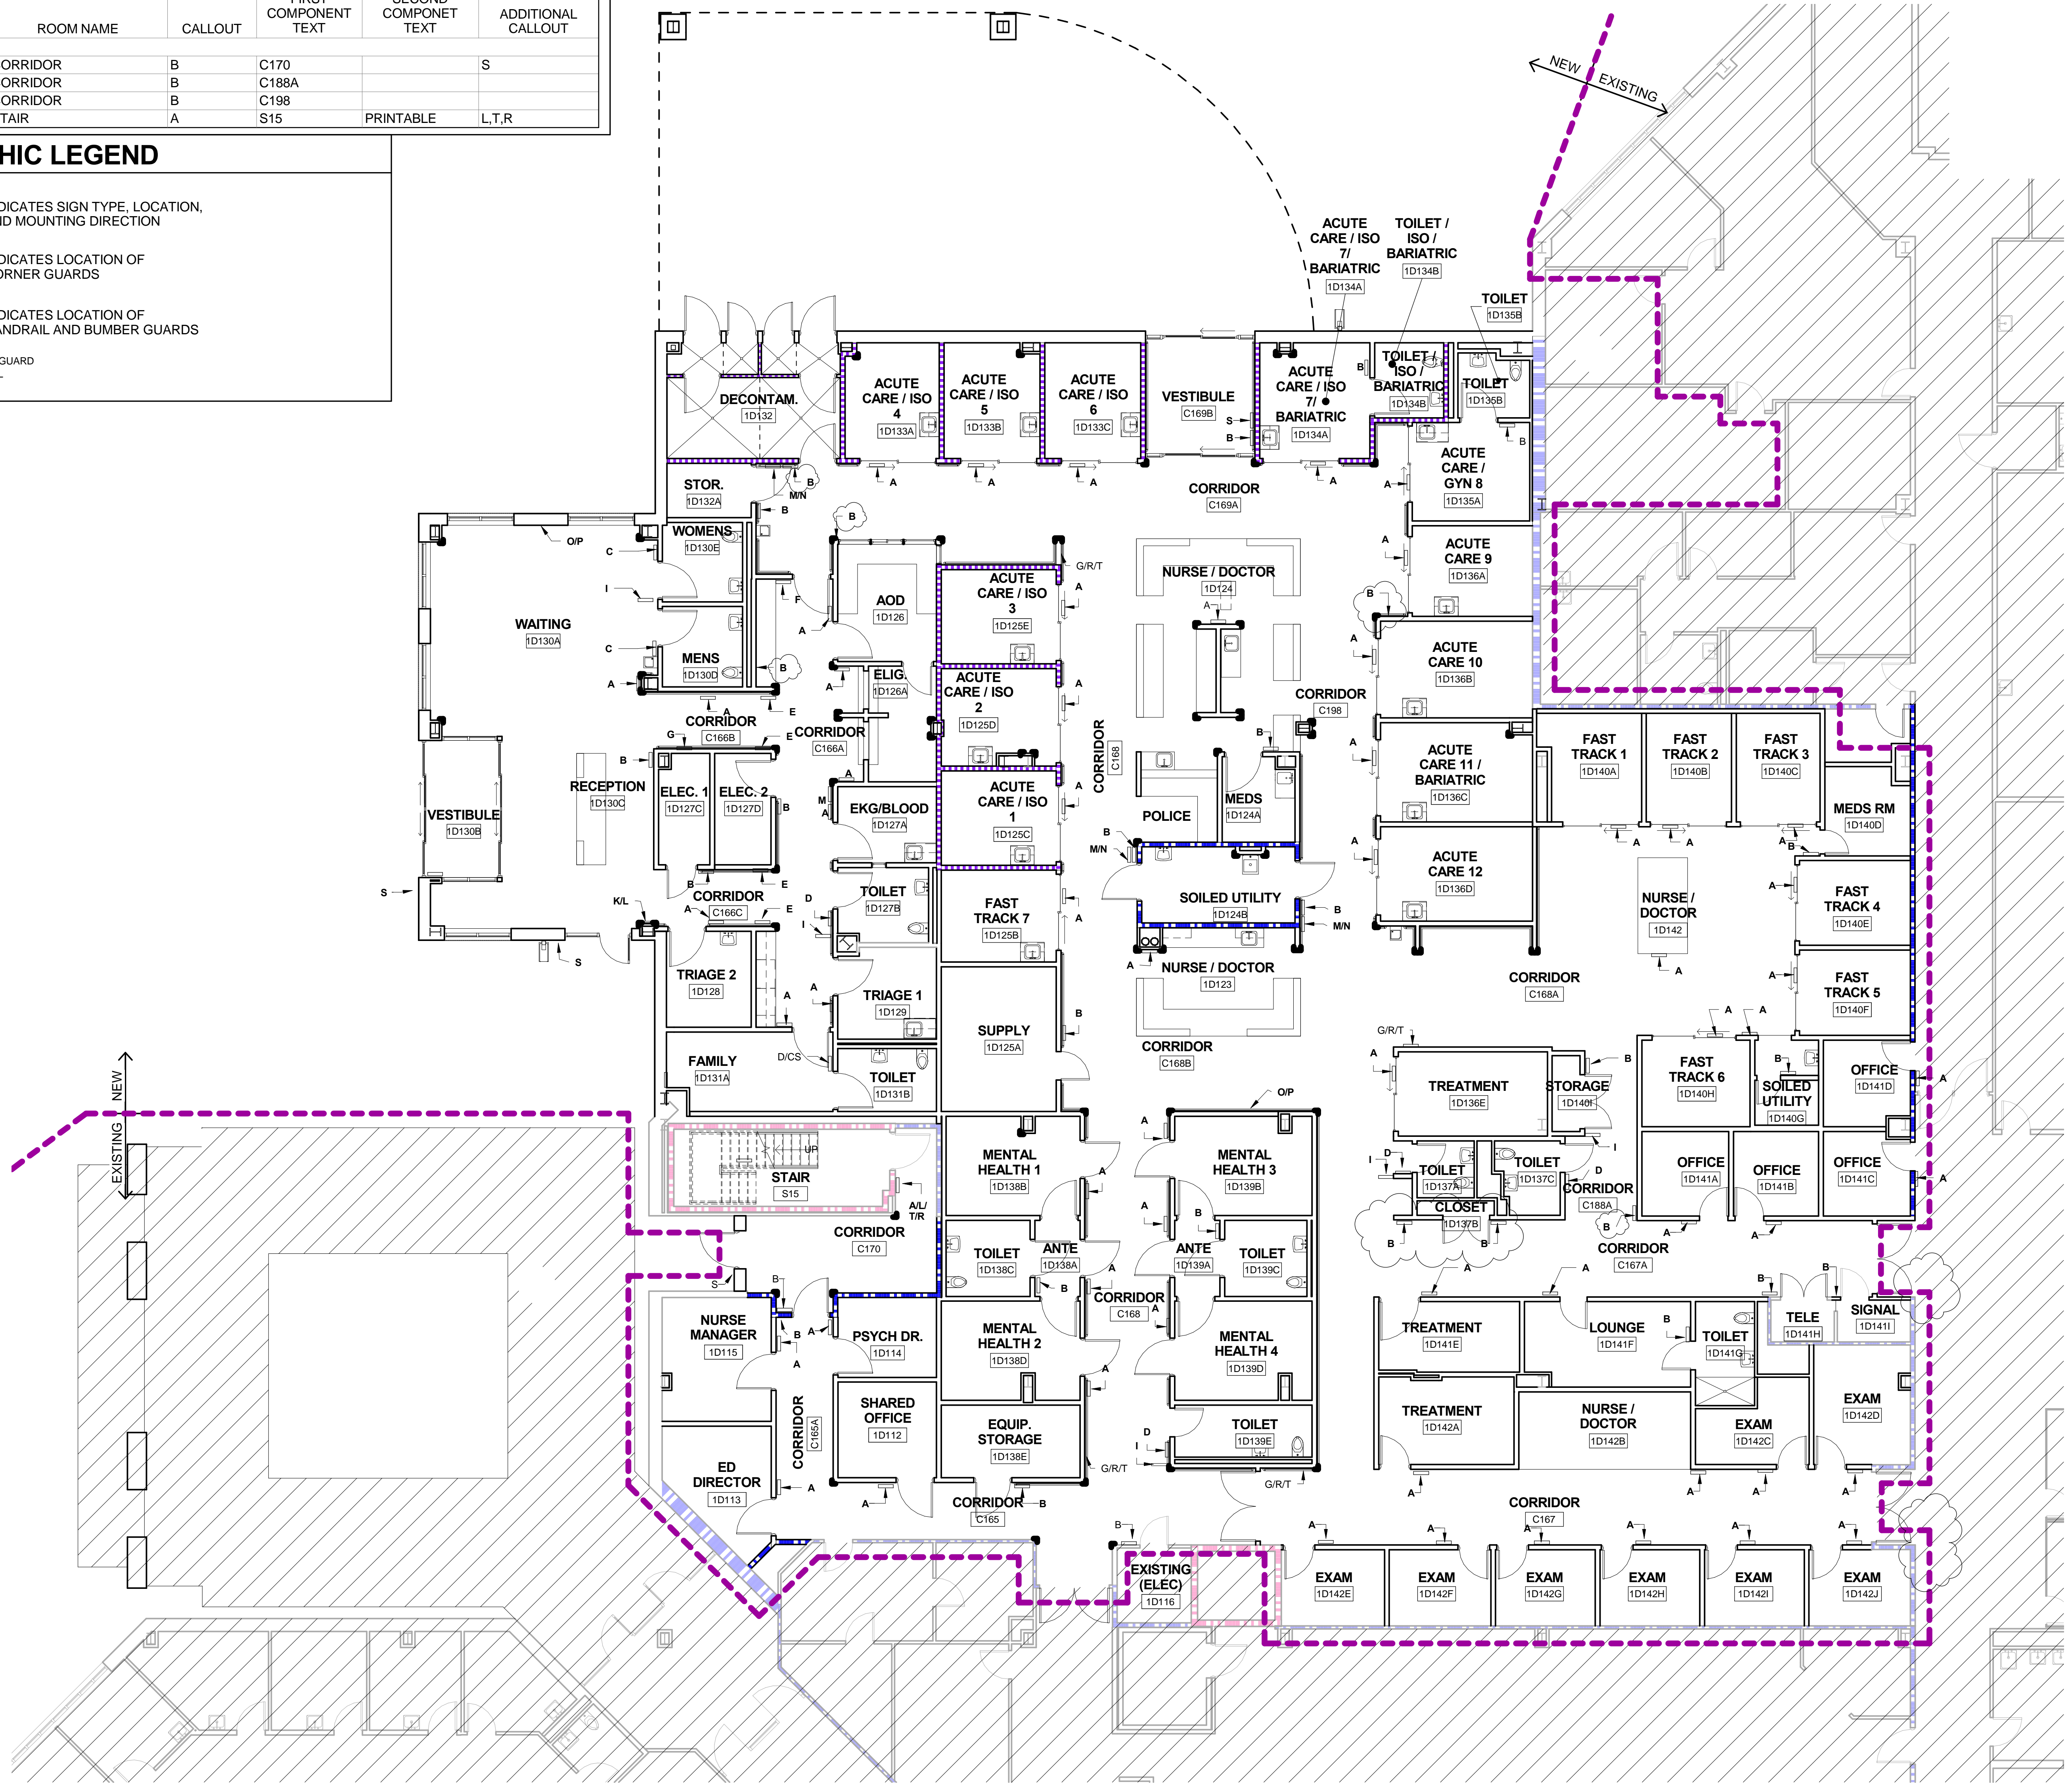 FIRST
COMPONENT
TEXT
SECOND
COMPONET
TEXT
ADDITIONAL
CALLOUT
ROOM NAME
CALLOUT
ORRIDOR B C170 S
ORRIDOR B C188A
ORRIDOR B C198
TAIR A S15 PRINTABLE L,T,R
HIC LEGEND
DICATES SIGN TYPE, LOCATION,
ID MOUNTING DIRECTION
DICATES LOCATION OF
ORNER GUARDS
DICATES LOCATION OF
ANDRAIL AND BUMBER GUARDS
GUARD
NEW EXISTING
ACUTE
CARE / ISO
7/
BARIATRIC
1D134A
TOILET /
ISO /
BARIATRIC
1D134B
TOILET
1D135B
DECONTAM.
1D132
ACUTE
CARE / ISO
4
1D133A
ACUTE
CARE / ISO
5
1D133B
ACUTE
CARE / ISO
6
1D133C
VESTIBULE
C169B
S
B
ACUTE
CARE / ISO
7/
BARIATRIC
1D134A
B
TOILET /
ISO /
BARIATRIC
1D134B
TOILET
1D135B
B
STOR.
1D132A
M/N
B
B
A
A
A
A
A
CORRIDOR
C169A
ACUTE
CARE /
GYN 8
1D135A
O/P
WOMENS
1D130E
C
I
B
G/R/T
NURSE / DOCTOR
1D124
A
A
ACUTE
CARE 9
1D136A
B
WAITING
1D130A
MENS
1D130D
C
A
F
A
B
AOD
1D126
ACUTE
CARE / ISO
3
1D125E
A
A
ACUTE
CARE 10
1D136B
A
E
CORRIDOR
C166B
G
E
CORRIDOR
C166A
A
ELIG.
1D126A
ACUTE
CARE / ISO
2
1D125D
A
CORRIDOR
C168
CORRIDOR
C198
B
A
ACUTE
CARE 11 /
BARIATRIC
1D136C
FAST
TRACK 1
1D140A
FAST
TRACK 2
1D140B
FAST
TRACK 3
1D140C
MEDS RM
1D140D
VESTIBULE
1D130B
RECEPTION
1D130C
B
ELEC. 1
1D127C
ELEC. 2
1D127D
B
M
A
A
EKG/BLOOD
1D127A
ACUTE
CARE / ISO
1
1D125C
A
POLICE
MEDS
1D124A
B
M/N
A
ACUTE
CARE 12
1D136D
A
A
A
B
S
K/L
B
E
CORRIDOR
C166C
A
E
D
I
TOILET
1D127B
FAST
TRACK 7
1D125B
A
SOILED UTILITY
1D124B
B
M/N
NURSE /
DOCTOR
1D142
A
A
FAST
TRACK 4
1D140E
S
TRIAGE 2
1D128
A
A
TRIAGE 1
1D129
SUPPLY
1D125A
B
A
NURSE / DOCTOR
1D123
CORRIDOR
C168A
A
FAST
TRACK 5
1D140F
FAMILY
1D131A
D/CS
TOILET
1D131B
CORRIDOR
C168B
G/R/T
A
A
A
TREATMENT
1D136E
STORAGE
1D140I
B
FAST
TRACK 6
1D140H
B
SOILED
UTILITY
1D140G
OFFICE
1D141D
A
EXISTING NEW
O/P
UP
STAIR
S15
A/L/
T/R
MENTAL
HEALTH 1
1D138B
A
A
A
MENTAL
HEALTH 3
1D139B
D
I
TOILET
1D137A
TOILET
1D137C
I
D
OFFICE
1D141A
OFFICE
1D141B
OFFICE
1D141C
A
CORRIDOR
C188A
CLOSET
1D137B
B
B
B
A
A
CORRIDOR
C170
S
TOILET
1D138C
ANTE
1D138A
A
B
B
ANTE
1D139A
TOILET
1D139C
CORRIDOR
C167A
A
A
B
B
NURSE
MANAGER
1D115
B
B
A
A
PSYCH DR.
1D114
MENTAL
HEALTH 2
1D138D
CORRIDOR
C168
A
A
MENTAL
HEALTH 4
1D139D
TREATMENT
1D141E
LOUNGE
1D141F
B
TOILET
1D141G
TELE
1D141H
SIGNAL
1D141I
SHARED
OFFICE
1D112
CORRIDOR
C165A
EQUIP.
STORAGE
1D138E
D
I
TOILET
1D139E
TREATMENT
1D142A
NURSE /
DOCTOR
1D142B
EXAM
1D142C
EXAM
1D142D
ED
DIRECTOR
1D113
A
A
G/R/T
G/R/T
A
A
A
A
CORRIDOR
C165
B
B
CORRIDOR
C167
A
A
A
A
A
A
EXISTING
(ELEC)
1D116
EXAM
1D142E
EXAM
1D142F
EXAM
1D142G
EXAM
1D142H
EXAM
1D142I
EXAM
1D142J